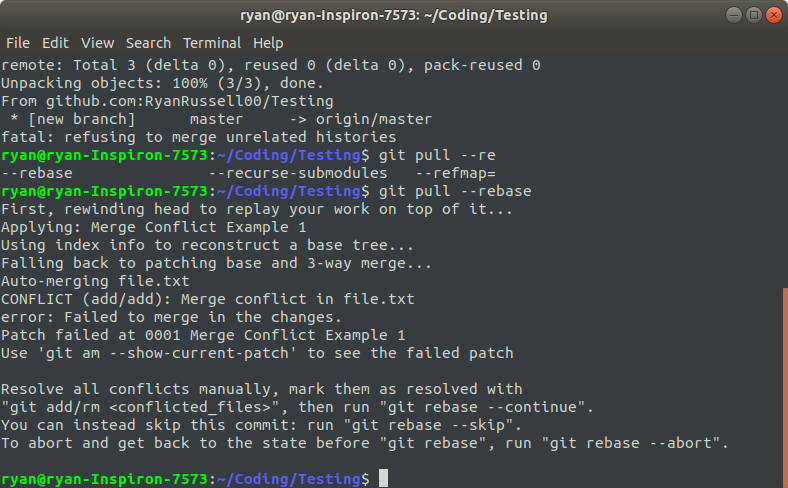 ryan@ryan-Inspiron-7573: ~/Coding/Testing
File Edit View Search Terminal Help
remote: Total 3 (delta 0), reused 0 (delta 0), pack-reused 0
Unpacking objects: 100% (3/3), done.
From github.com:RyanRussell00/Testing
 * [new branch]      master     -> origin/master
fatal: refusing to merge unrelated histories
ryan@ryan-Inspiron-7573:~/Coding/Testing$ git pull --re
--rebase               --recurse-submodules   --refmap=
ryan@ryan-Inspiron-7573:~/Coding/Testing$ git pull --rebase
First, rewinding head to replay your work on top of it...
Applying: Merge Conflict Example 1
Using index info to reconstruct a base tree...
Falling back to patching base and 3-way merge...
Auto-merging file.txt
CONFLICT (add/add): Merge conflict in file.txt
error: Failed to merge in the changes.
Patch failed at 0001 Merge Conflict Example 1
Use 'git am --show-current-patch' to see the failed patch

Resolve all conflicts manually, mark them as resolved with
"git add/rm <conflicted_files>", then run "git rebase --continue".
You can instead skip this commit: run "git rebase --skip".
To abort and get back to the state before "git rebase", run "git rebase --abort".

ryan@ryan-Inspiron-7573:~/Coding/Testing$